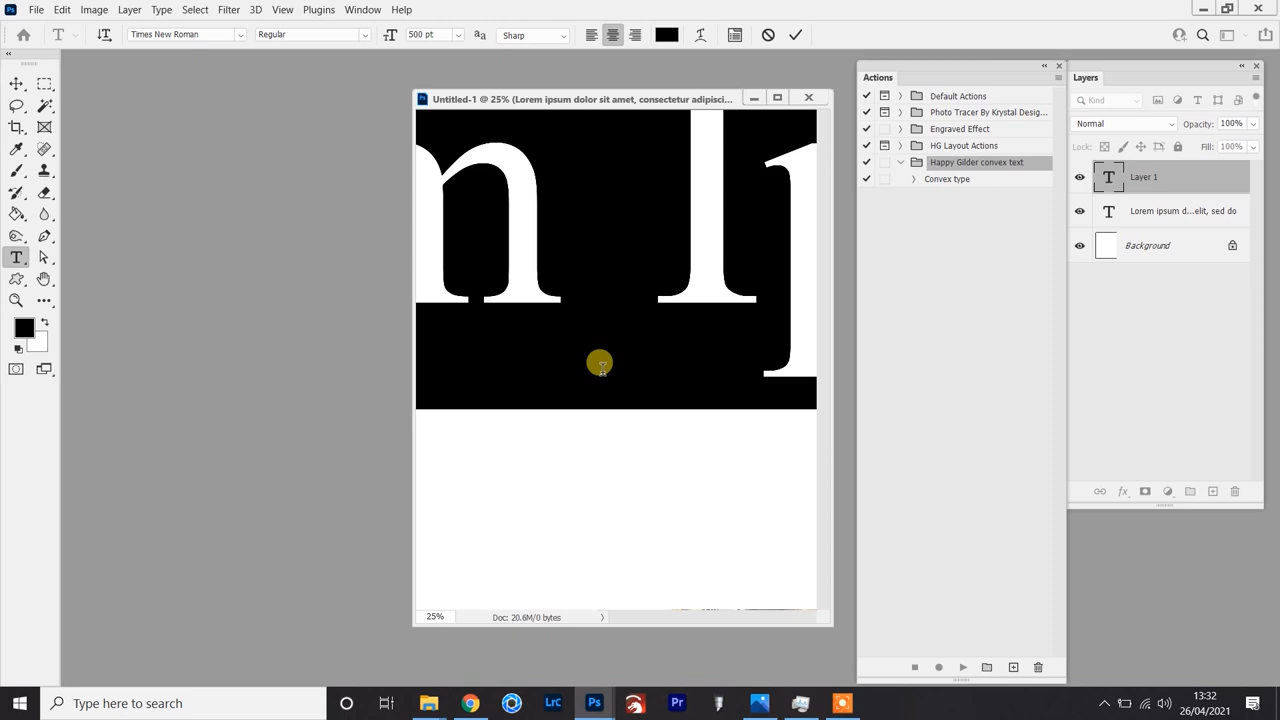 File Edit Image Layer Type Select Filter 3D View Plugins Window Help
Times New Roman Regular 500 pt Sharp
Untitled-1 @ 25% (Lorem ipsum dolor sit amet, consectetur adipisci...
m l
25% Doc: 20.6M/0 bytes
Actions
Default Actions
Photo Tracer By Krystal Desig...
Engraved Effect
HG Layout Actions
Happy Gilder convex text
Convex type
Layers
Kind
Normal Opacity: 100%
Lock: Fill: 100%
Layer 1
Lorem ipsum d...elit, sed do
Background
Type here to search
LrC Ps Pr
13:32
26/04/2021